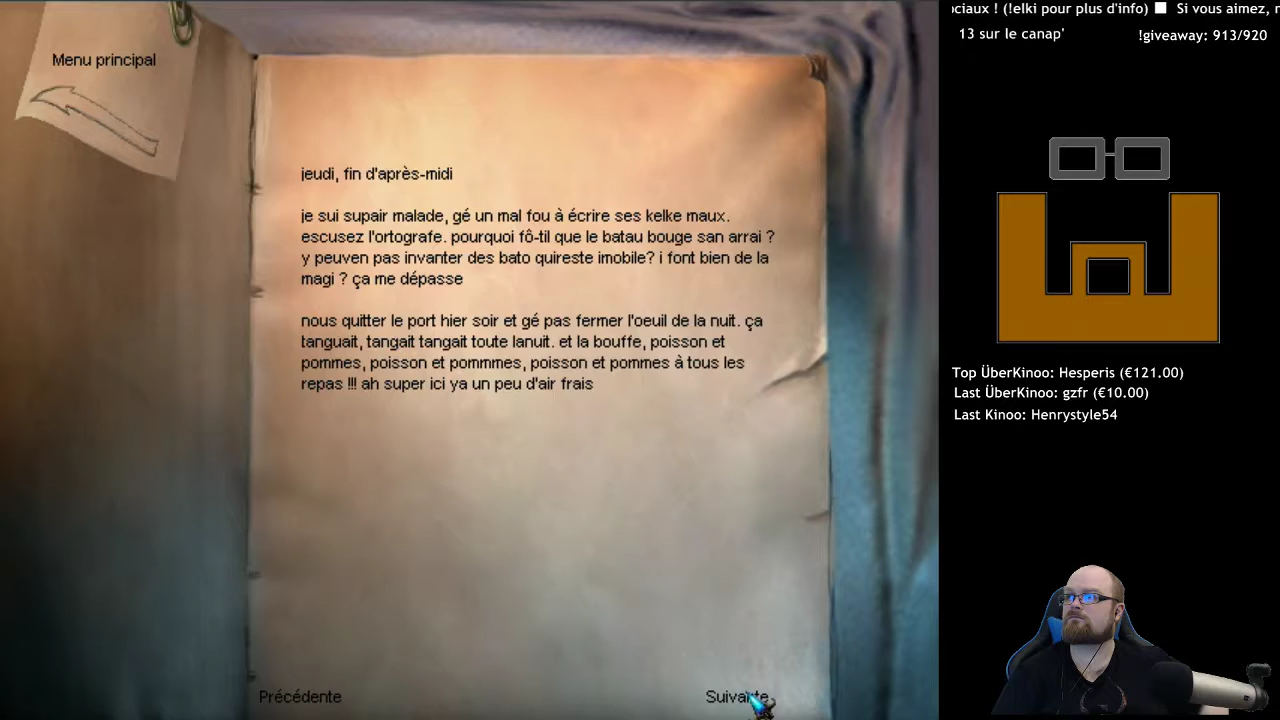 Menu principal
jeudi, fin d'après-midi
je sui supair malade, gé un mal fou à écrire ses kelke maux.
escusez l'ortografe. pourquoi fô-til que le batau bouge san arrai ?
y peuven pas invanter des bato quireste imobile? i font bien de la
magi ? ça me dépasse
nous quitter le port hier soir et gé pas fermer l'oeuil de la nuit. ça
tanguait, tangait tangait toute lanuit. et la bouffe, poisson et
pommes, poisson et pommmes, poisson et pommes à tous les
repas !!! ah super ici ya un peu d'air frais
Précédente
Suivante
ciaux ! (!elki pour plus d'info) ■ Si vous aimez,
13 sur le canap'
!giveaway: 913/920
Top ÜberKinoo: Hesperis (€121.00)
Last ÜberKinoo: gzfr (€10.00)
Last Kinoo: Henrystyle54